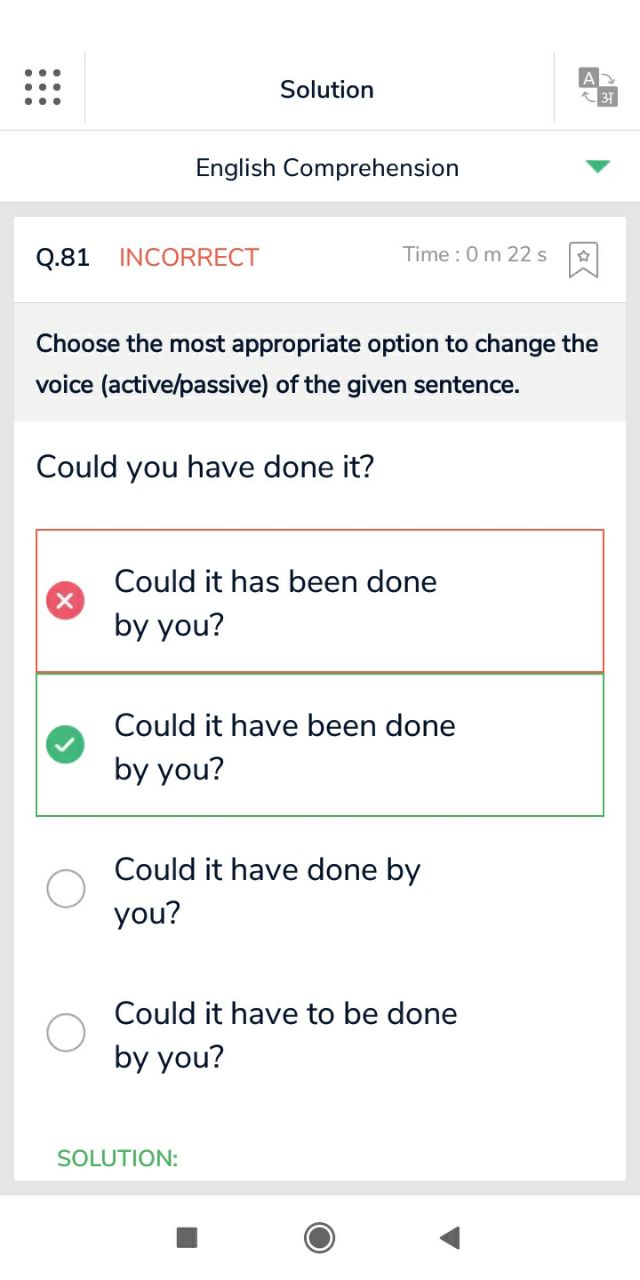 Solution
A
अ
English Comprehension
Q.81 INCORRECT Time : 0 m 22 s
Choose the most appropriate option to change the
voice (active/passive) of the given sentence.
Could you have done it?
Could it has been done
by you?
Could it have been done
by you?
Could it have done by
you?
Could it have to be done
by you?
SOLUTION: